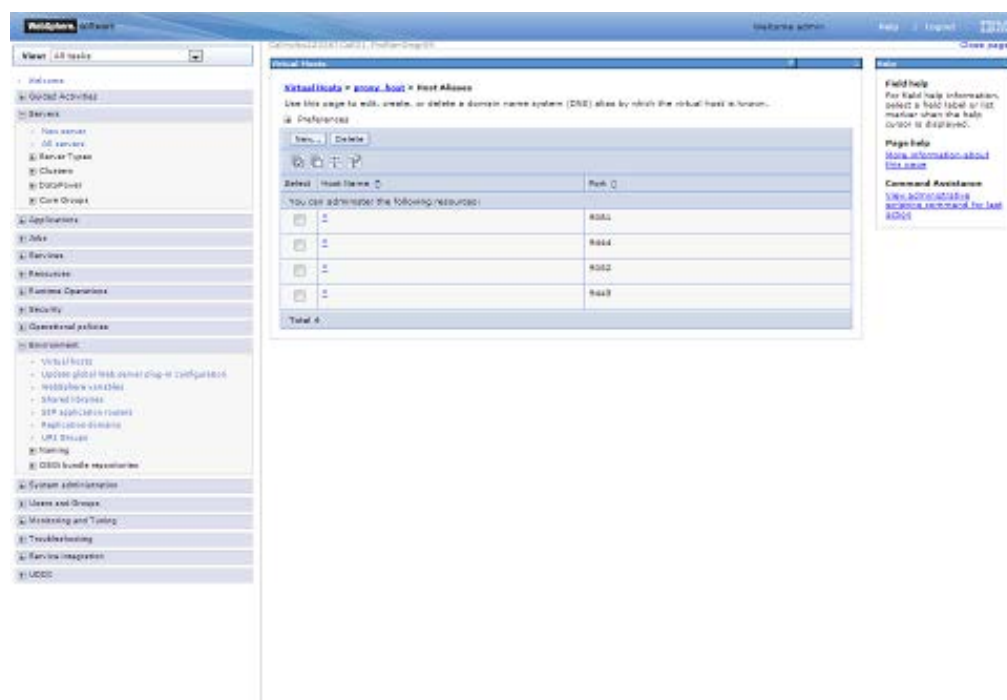 WebSphere. software
Welcome admin
Help | Logout
IBM
View: All tasks
Welcome
Guided Activities
Servers
New server
All servers
Server Types
Clusters
DataPower
Core Groups
Applications
Jobs
Services
Resources
Runtime Operations
Security
Operational policies
Environment
Virtual hosts
Update global Web server plug-in configuration
WebSphere variables
Shared libraries
SIP application routers
Replication domains
URI Groups
Naming
OSGi bundle repositories
System administration
Users and Groups
Monitoring and Tuning
Troubleshooting
Service integration
UDDI
Close page
Virtual Hosts
Virtual Hosts > proxy_host > Host Aliases
Use this page to edit, create, or delete a domain name system (DNS) alias by which the virtual host is known.
Preferences
New... Delete
Select Host Name Port
You can administer the following resources:
*
*
*
*
Total 4
Help
Field help
For field help information, select a field label or list marker when the help cursor is displayed.
Page help
More information about this page
Command Assistance
View administrative scripting command for last action